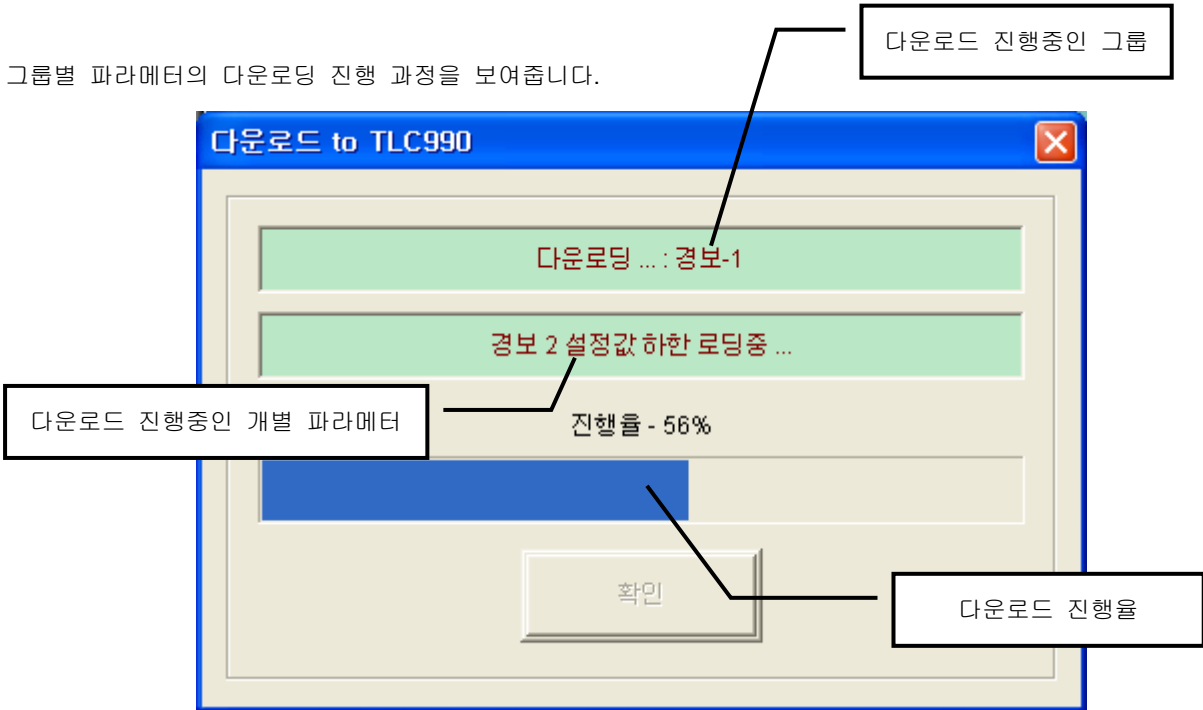 다운로드 진행중인 그룹
그룹별 파라메터의 다운로딩 진행 과정을 보여줍니다.
다운로드 to TLC990
다운로딩 ... : 경보-1
경보 2 설정값 하한 로딩중 ...
다운로드 진행중인 개별 파라메터
진행율 - 56%
확인
다운로드 진행율